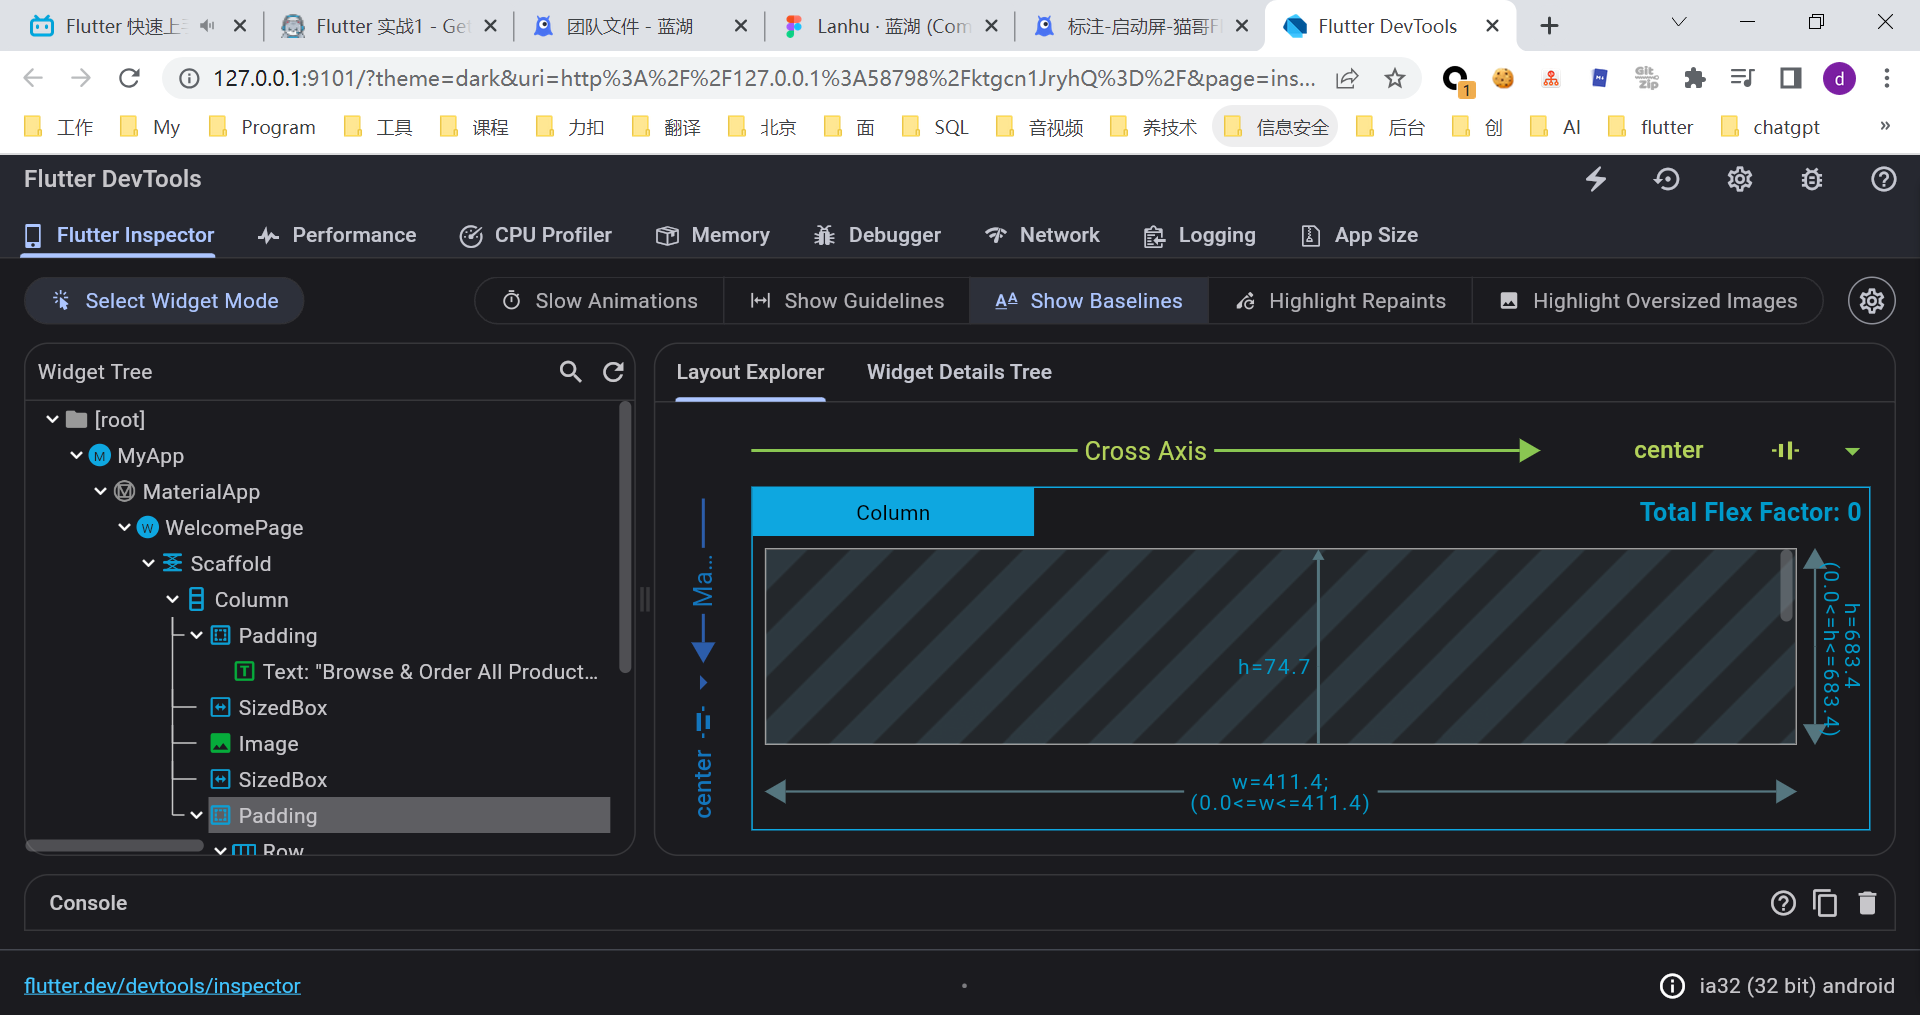 Flutter 快速上手
Flutter 实战1 - Get
团队文件 - 蓝湖
Lanhu · 蓝湖 (Com
标注-启动屏-猫哥Fl
Flutter DevTools
127.0.0.1:9101/?theme=dark&uri=http%3A%2F%2F127.0.0.1%3A58798%2Fktgcn1JryhQ%3D%2F&page=ins...
1
Git zip
d
工作
My
Program
工具
课程
力扣
翻译
北京
面
SQL
音视频
养技术
信息安全
后台
创
AI
flutter
chatgpt
»
Flutter DevTools
Flutter Inspector
Performance
CPU Profiler
Memory
Debugger
Network
Logging
App Size
Select Widget Mode
Slow Animations
Show Guidelines
Show Baselines
Highlight Repaints
Highlight Oversized Images
Widget Tree
[root]
M MyApp
MaterialApp
W WelcomePage
Scaffold
Column
Padding
T Text: "Browse & Order All Product...
SizedBox
Image
SizedBox
Padding
Row
Layout Explorer
Widget Details Tree
Cross Axis
center
Ma...
center
Column
Total Flex Factor: 0
h=74.7
h=683.4
(0.0<=h<=683.4)
w=411.4;
(0.0<=w<=411.4)
Console
flutter.dev/devtools/inspector
ia32 (32 bit) android